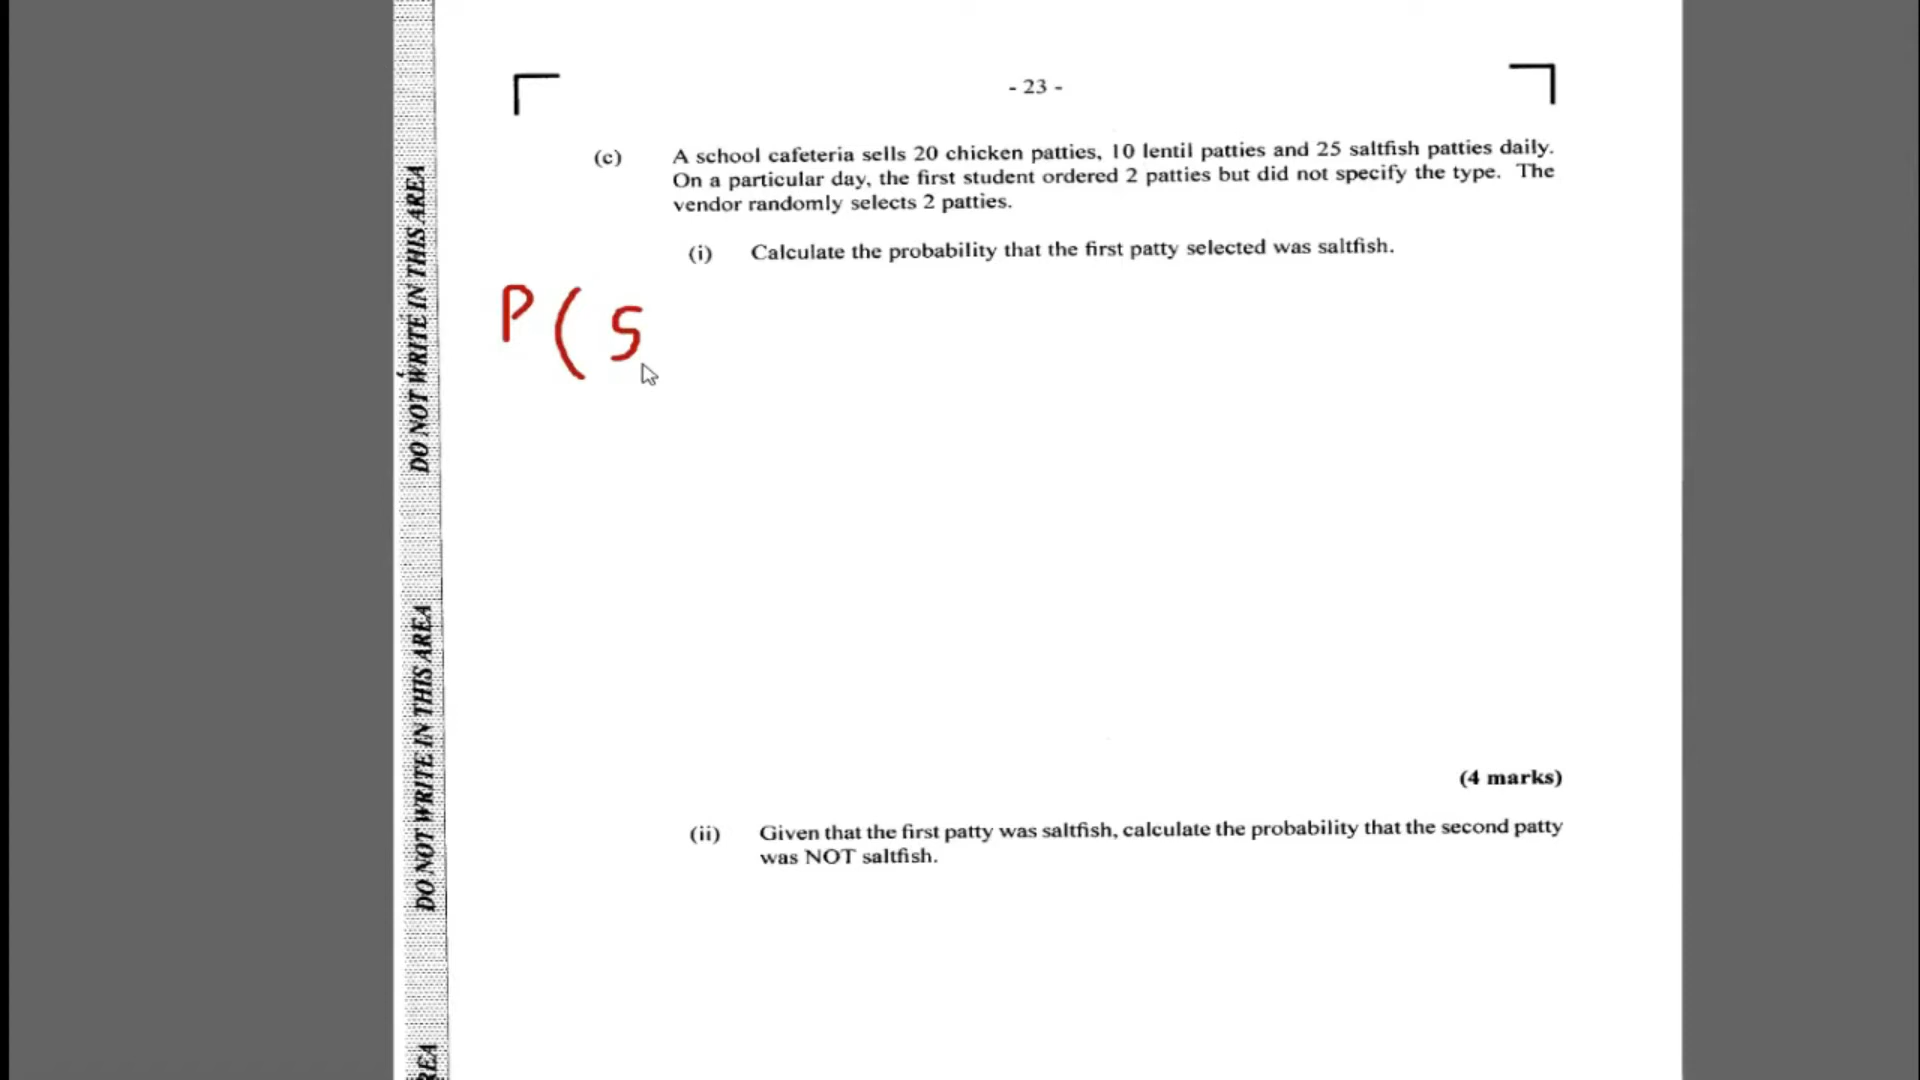 - 23 -
(c) A school cafeteria sells 20 chicken patties, 10 lentil patties and 25 saltfish patties daily.
On a particular day, the first student ordered 2 patties but did not specify the type. The
vendor randomly selects 2 patties.
(i) Calculate the probability that the first patty selected was saltfish.
P ( S
(4 marks)
(ii) Given that the first patty was saltfish, calculate the probability that the second patty
was NOT saltfish.
DO NOT WRITE IN THIS AREA
DO NOT WRITE IN THIS AREA
REA